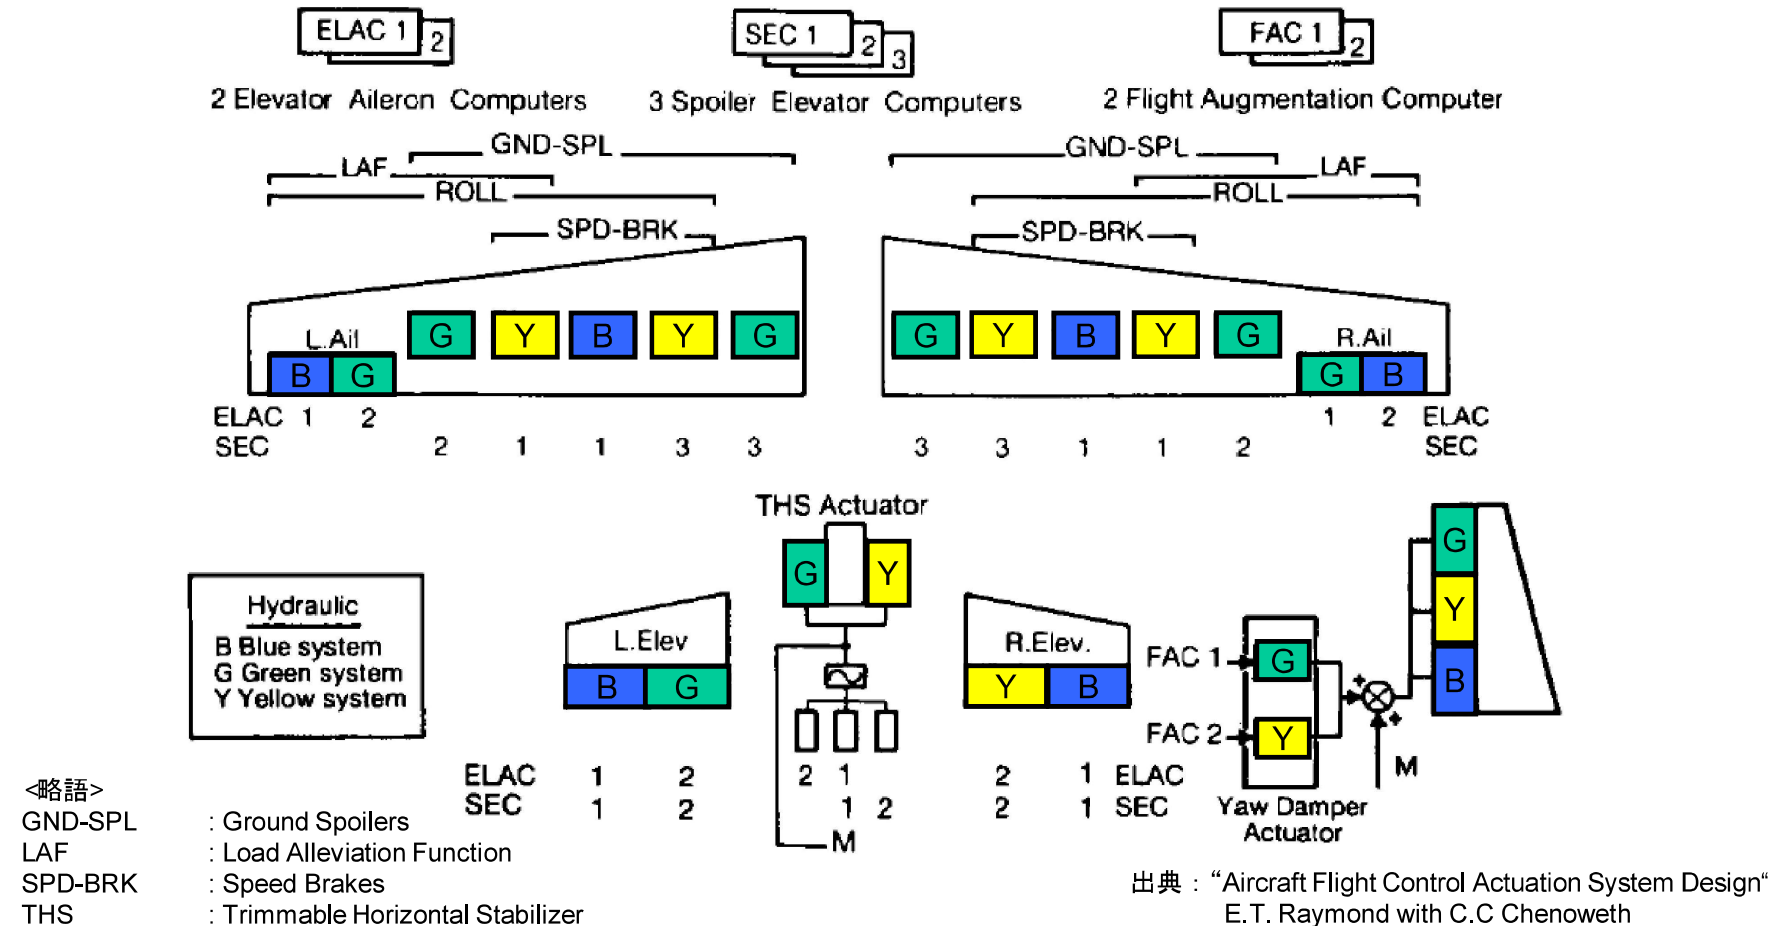 ELAC 1 2
SEC 1 2 3
FAC 1 2
2 Elevator Aileron Computers
3 Spoiler Elevator Computers
2 Flight Augmentation Computer
GND-SPL GND-SPL
LAF LAF
ROLL ROLL
SPD-BRK SPD-BRK
G Y B Y G G Y B Y G
L.Ail R.Ail
B G G B
ELAC 1 2 1 2 ELAC
SEC 2 1 1 3 3 3 3 1 1 2 SEC
THS Actuator
G Y
Hydraulic
B Blue system
G Green system
Y Yellow system
L.Elev
B G
R.Elev.
Y B
ELAC 1 2 2 1 2 1 ELAC
SEC 1 2 1 2 2 1 SEC
M
FAC 1 G
FAC 2 Y
+
+
M
Yaw Damper
Actuator
G
Y
B
<略語>
GND-SPL : Ground Spoilers
LAF : Load Alleviation Function
SPD-BRK : Speed Brakes
THS : Trimmable Horizontal Stabilizer
出典：“Aircraft Flight Control Actuation System Design“
E.T. Raymond with C.C Chenoweth